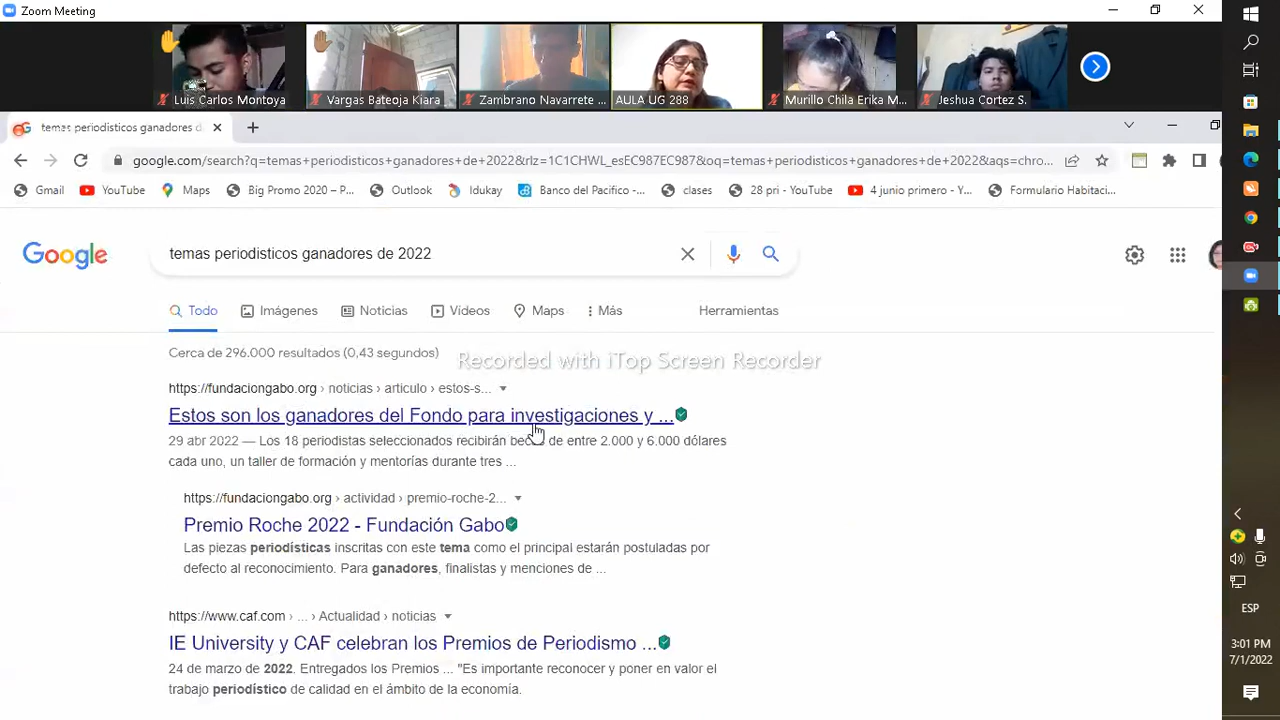 Zoom Meeting
Luis Carlos Montoya
Vargas Bateoja Kiara
Zambrano Navarrete ...
AULA UG 288
Murillo Chila Erika M...
Jeshua Cortez S.
temas periodisticos ganadores d
google.com/search?q=temas+periodisticos+ganadores+de+2022&rlz=1C1CHWL_esEC987EC987&oq=temas+periodisticos+ganadores+de+2022&aqs=chro...
Gmail
YouTube
Maps
Big Promo 2020 – P...
Outlook
Idukay
Banco del Pacifico -...
clases
28 pri - YouTube
4 junio primero - Y...
Formulario Habitaci...
Google
temas periodisticos ganadores de 2022
Todo
Imágenes
Noticias
Videos
Maps
Más
Herramientas
Cerca de 296.000 resultados (0,43 segundos)
Recorded with iTop Screen Recorder
https://fundaciongabo.org › noticias › articulo › estos-s...
Estos son los ganadores del Fondo para investigaciones y ...
29 abr 2022 — Los 18 periodistas seleccionados recibirán de entre 2.000 y 6.000 dólares
cada uno, un taller de formación y mentorías durante tres ...
https://fundaciongabo.org › actividad › premio-roche-2...
Premio Roche 2022 - Fundación Gabo
Las piezas periodísticas inscritas con este tema como el principal estarán postuladas por
defecto al reconocimiento. Para ganadores, finalistas y menciones de ...
https://www.caf.com › ... › Actualidad › noticias
IE University y CAF celebran los Premios de Periodismo ...
24 de marzo de 2022. Entregados los Premios ... "Es importante reconocer y poner en valor el
trabajo periodístico de calidad en el ámbito de la economía.
ESP
3:01 PM
7/1/2022